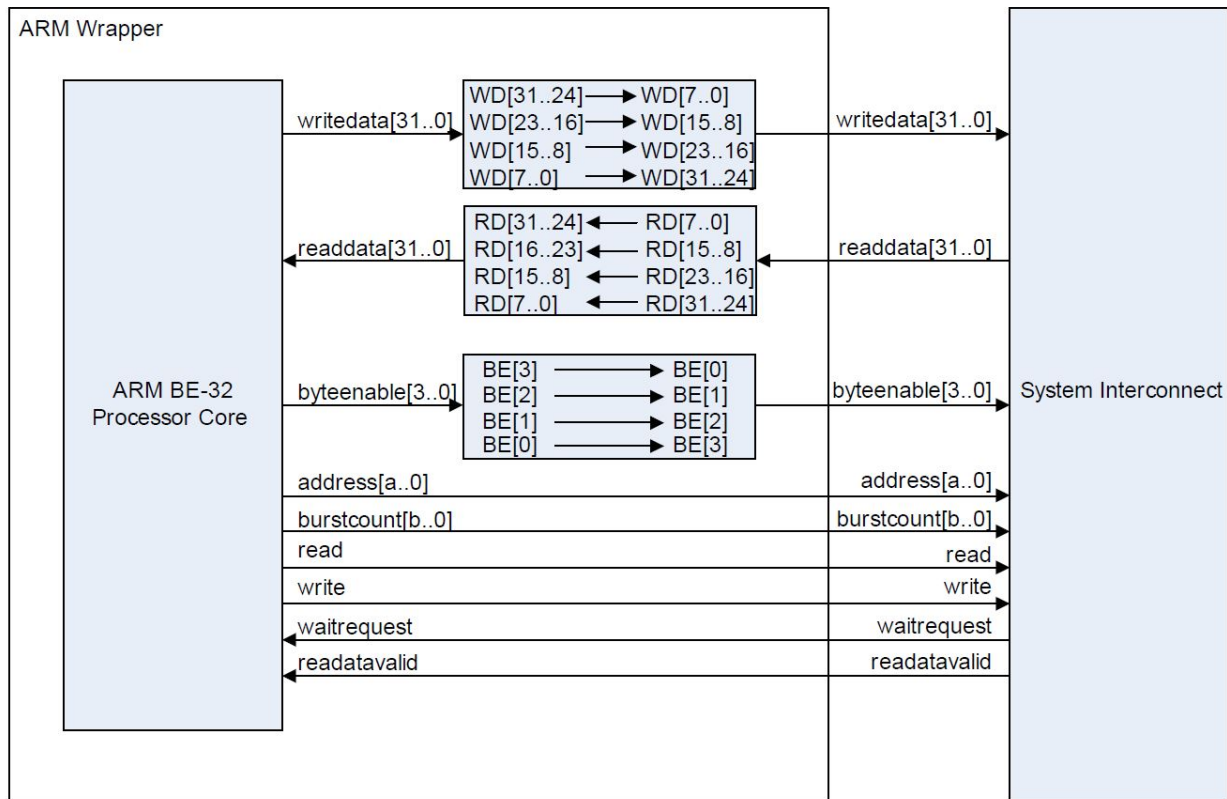 ARM Wrapper
WD[31..24] WD[7..0]
writedata[31..0] WD[23..16] WD[15..8] writedata[31..0]
WD[15..8] WD[23..16]
WD[7..0] WD[31..24]
RD[31..24] RD[7..0]
readdata[31..0] RD[16..23] RD[15..8] readdata[31..0]
RD[15..8] RD[23..16]
RD[7..0] RD[31..24]
BE[3] BE[0]
ARM BE-32 byteenable[3..0] BE[2] BE[1] byteenable[3..0] System Interconnect
Processor Core BE[1] BE[2]
BE[0] BE[3]
address[a..0] address[a..0]
burstcount[b..0] burstcount[b..0]
read read
write write
waitrequest waitrequest
readatavalid readatavalid